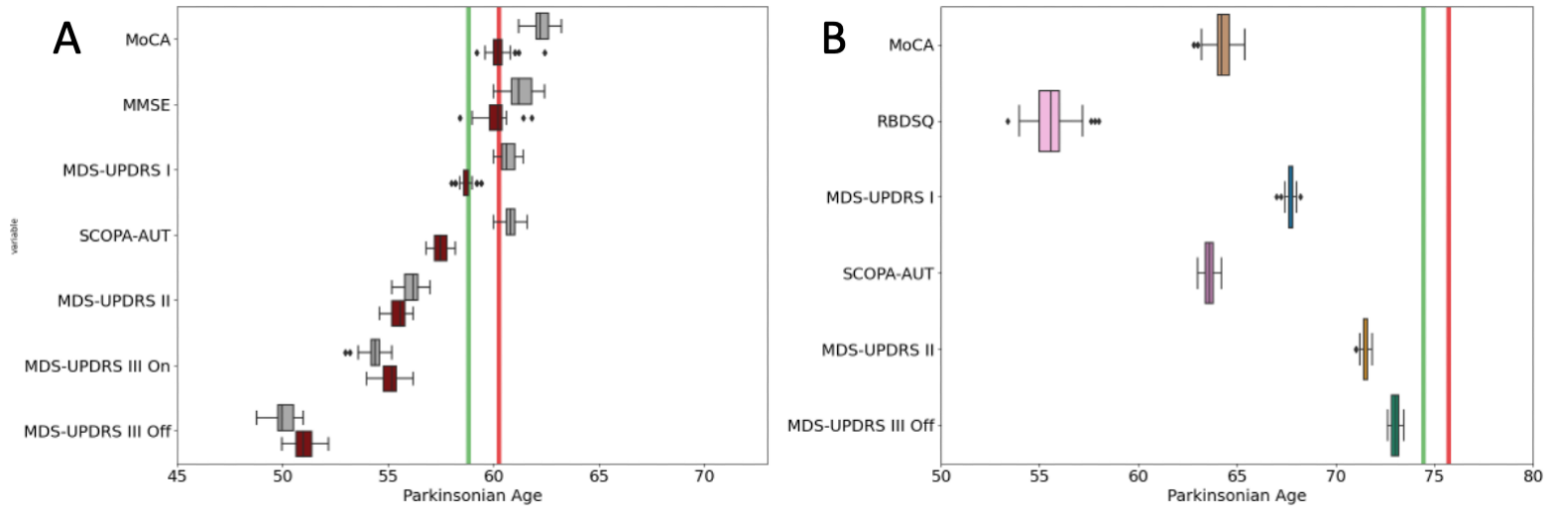 A
MoCA
MMSE
MDS-UPDRS I
SCOPA-AUT
MDS-UPDRS II
MDS-UPDRS III On
MDS-UPDRS III Off
variable
45 50 55 60 65 70
Parkinsonian Age
B
MoCA
RBDSQ
MDS-UPDRS I
SCOPA-AUT
MDS-UPDRS II
MDS-UPDRS III Off
50 55 60 65 70 75 80
Parkinsonian Age